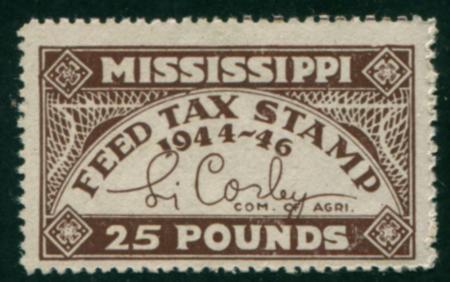 MISSISSIPPI
FEED TAX STAMP
1944~46
Si Corley
COM. OF AGRI.
25 POUNDS